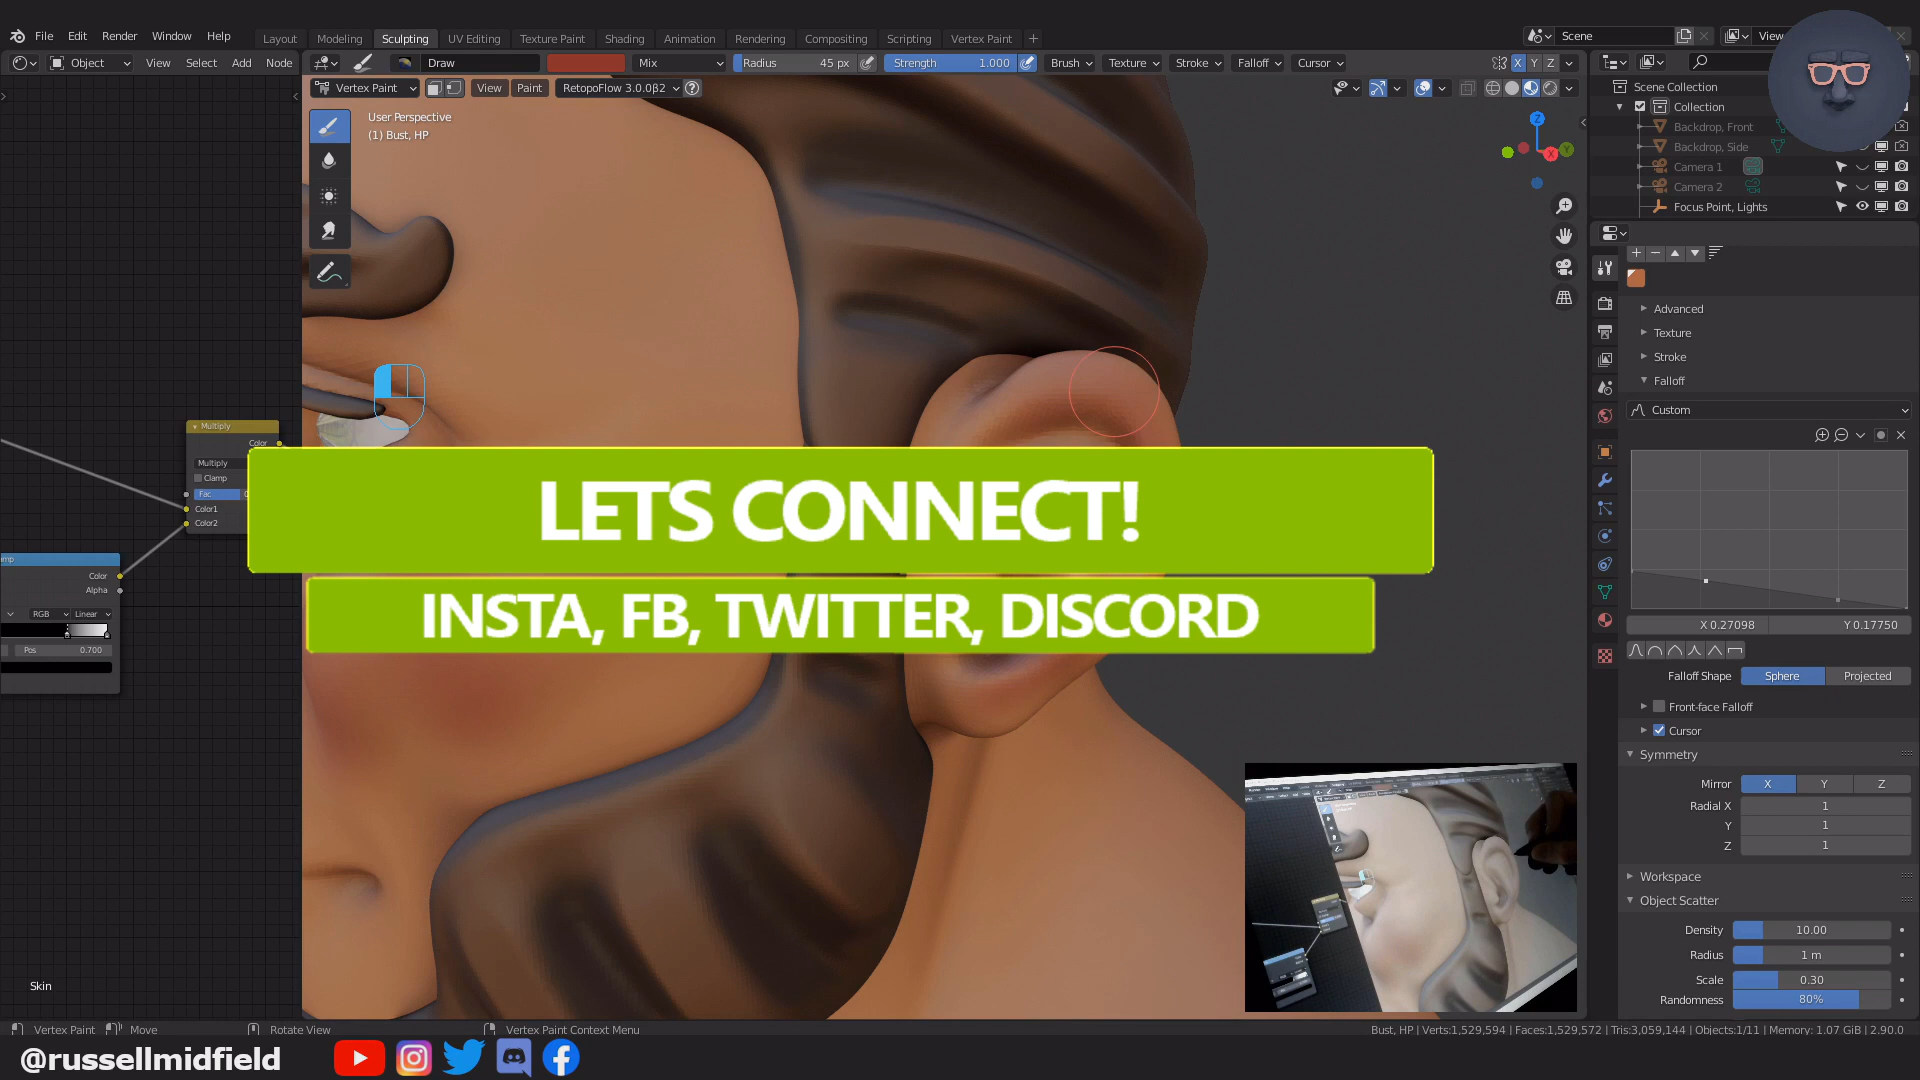 File Edit Render Window Help
Layout Modeling Sculpting UV Editing Texture Paint Shading Animation Rendering Compositing Scripting Vertex Paint +
Scene
View
Object View Select Add Node
Draw Mix Radius 45 px Strength 1.000 Brush Texture Stroke Falloff Cursor X Y Z
Vertex Paint View Paint RetopoFlow 3.0.0β2
User Perspective
(1) Bust, HP
Scene Collection
Collection
Backdrop, Front
Backdrop, Side
Camera 1
Camera 2
Focus Point, Lights
Advanced
Texture
Stroke
Falloff
Custom
X 0.27098 Y 0.17750
Falloff Shape Sphere Projected
Front-face Falloff
Cursor
Symmetry
Mirror X Y Z
Radial X 1
Y 1
Z 1
Workspace
Object Scatter
Density 10.00
Radius 1 m
Scale 0.30
Randomness 80%
Multiply
Color
Multiply
Clamp
Fac
Color1
Color2
Color
Alpha
RGB Linear
Pos 0.700
LETS CONNECT!
INSTA, FB, TWITTER, DISCORD
Skin
Vertex Paint Move Rotate View Vertex Paint Context Menu
Bust, HP | Verts:1,529,594 | Faces:1,529,572 | Tris:3,059,144 | Objects:1/11 | Memory: 1.07 GiB | 2.90.0
@russellmidfield